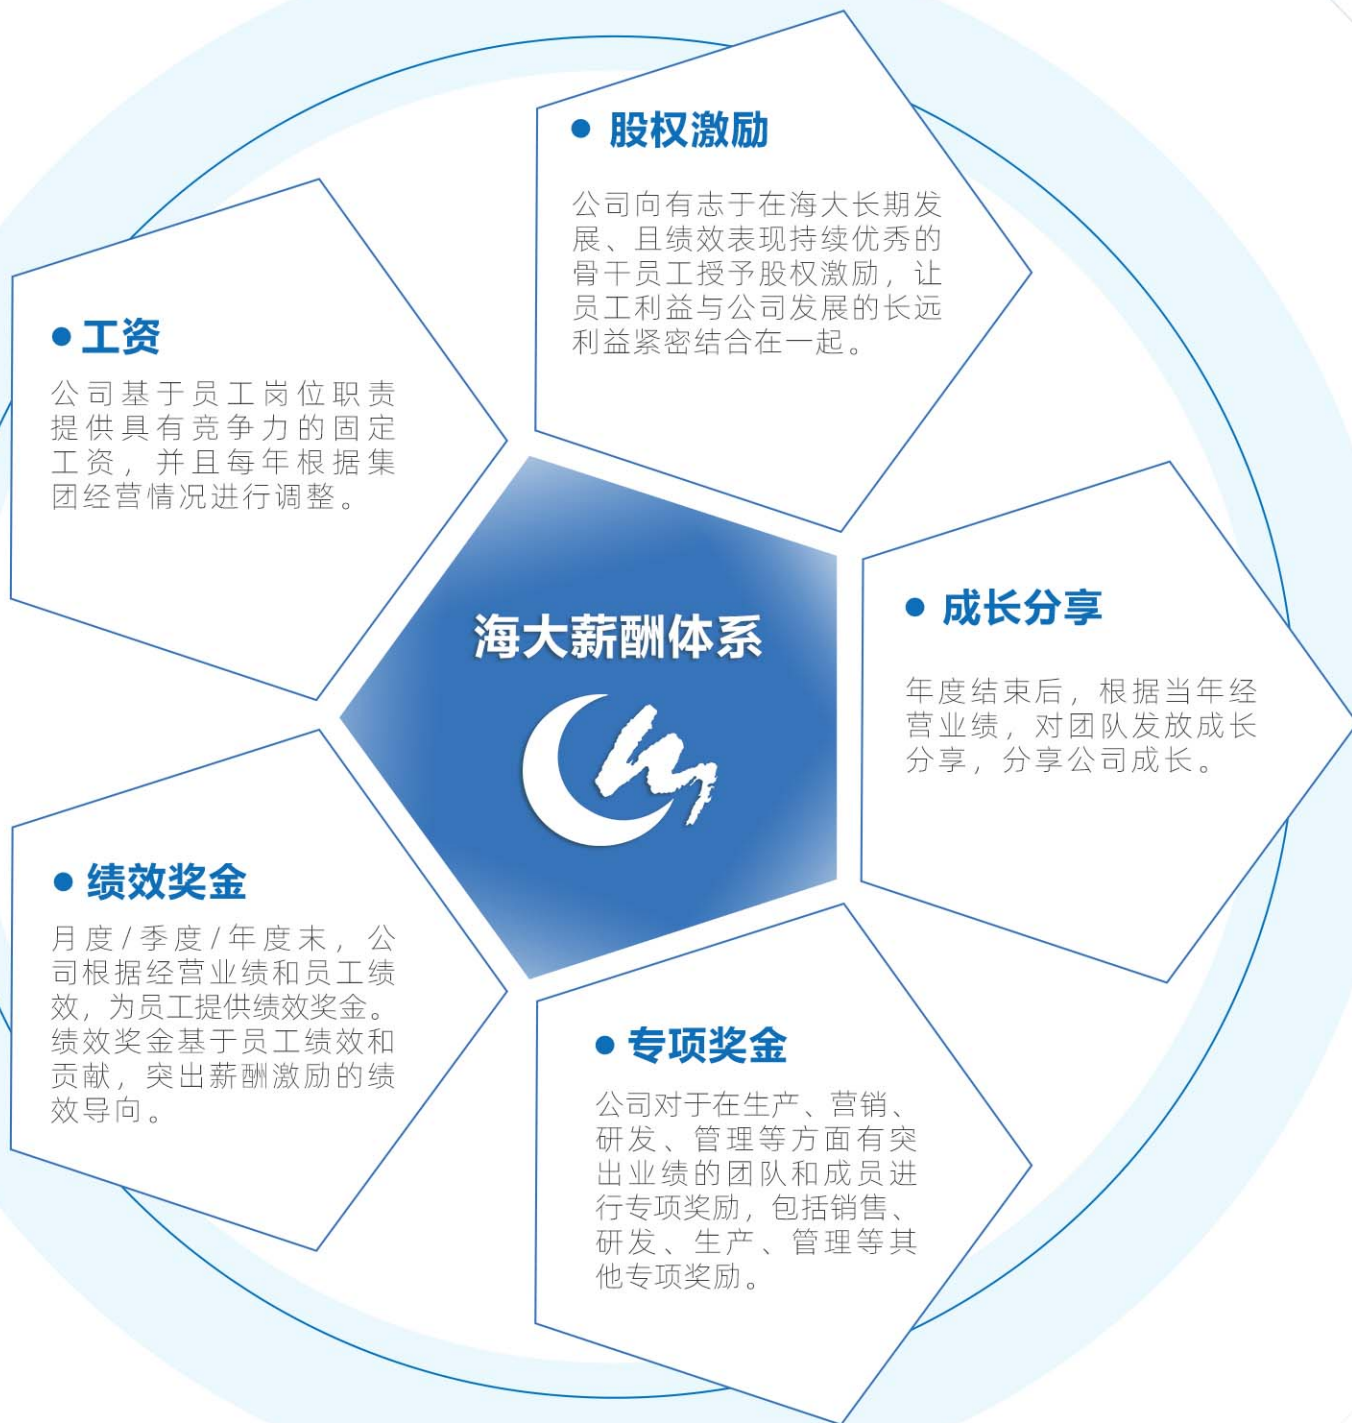 股权激励
公司向有志于在海大长期发
展、且绩效表现持续优秀的
骨干员工授予股权激励，让
员工利益与公司发展的长远
利益紧密结合在一起。
工资
公司基于员工岗位职责
提供具有竞争力的固定
工资，并且每年根据集
团经营情况进行调整。
海大薪酬体系
成长分享
年度结束后，根据当年经
营业绩，对团队发放成长
分享，分享公司成长。
绩效奖金
月度/季度/年度末，公
司根据经营业绩和员工绩
效，为员工提供绩效奖金。
绩效奖金基于员工绩效和
贡献，突出薪酬激励的绩
效导向。
专项奖金
公司对于在生产、营销、
研发、管理等方面有突
出业绩的团队和成员进
行专项奖励，包括销售、
研发、生产、管理等其
他专项奖励。